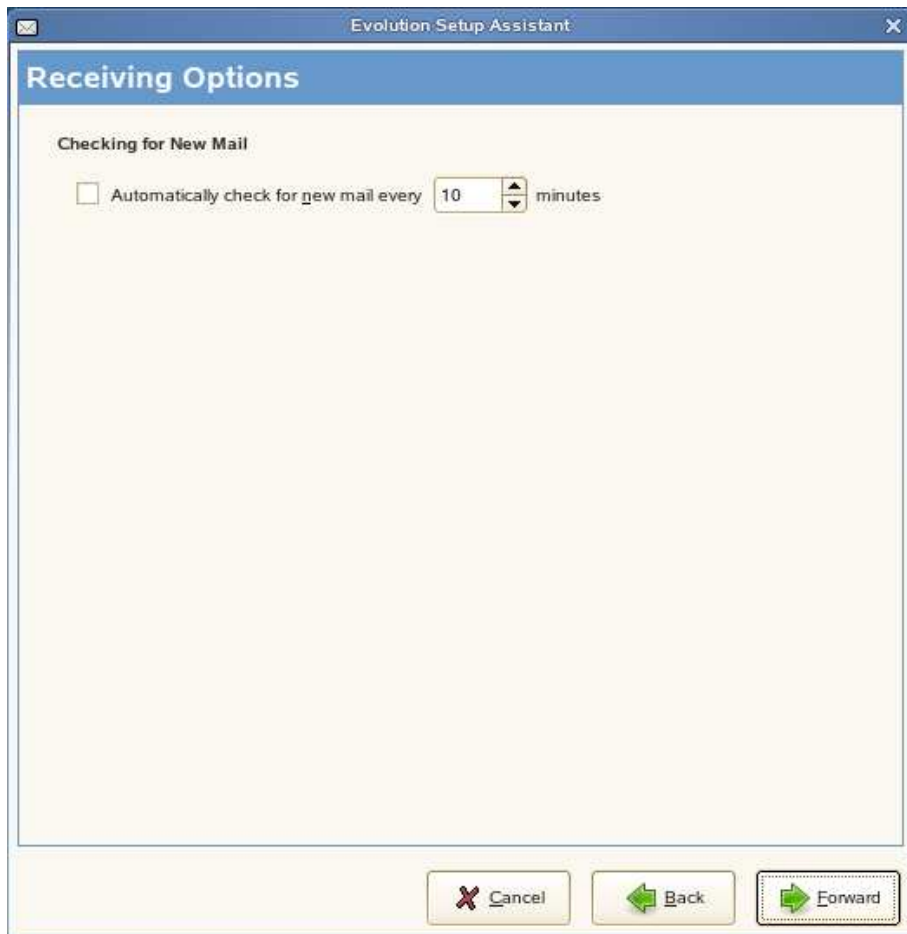 Evolution Setup Assistant
Receiving Options
Checking for New Mail
Automatically check for new mail every 10 minutes
Cancel Back Forward